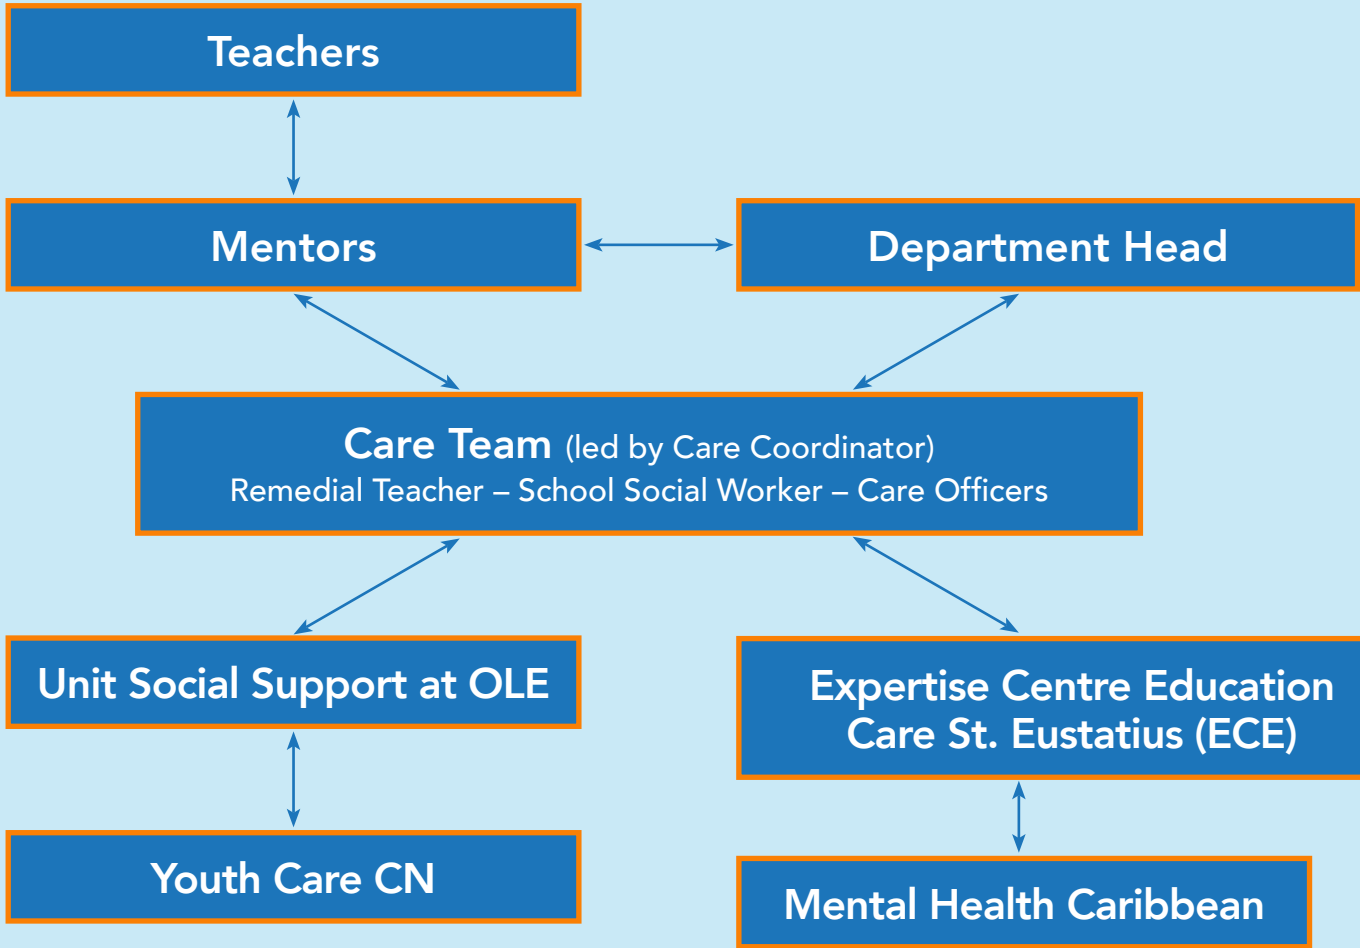 Teachers
Mentors
Department Head
Care Team (led by Care Coordinator)
Remedial Teacher – School Social Worker – Care Officers
Unit Social Support at OLE
Expertise Centre Education
Care St. Eustatius (ECE)
Youth Care CN
Mental Health Caribbean